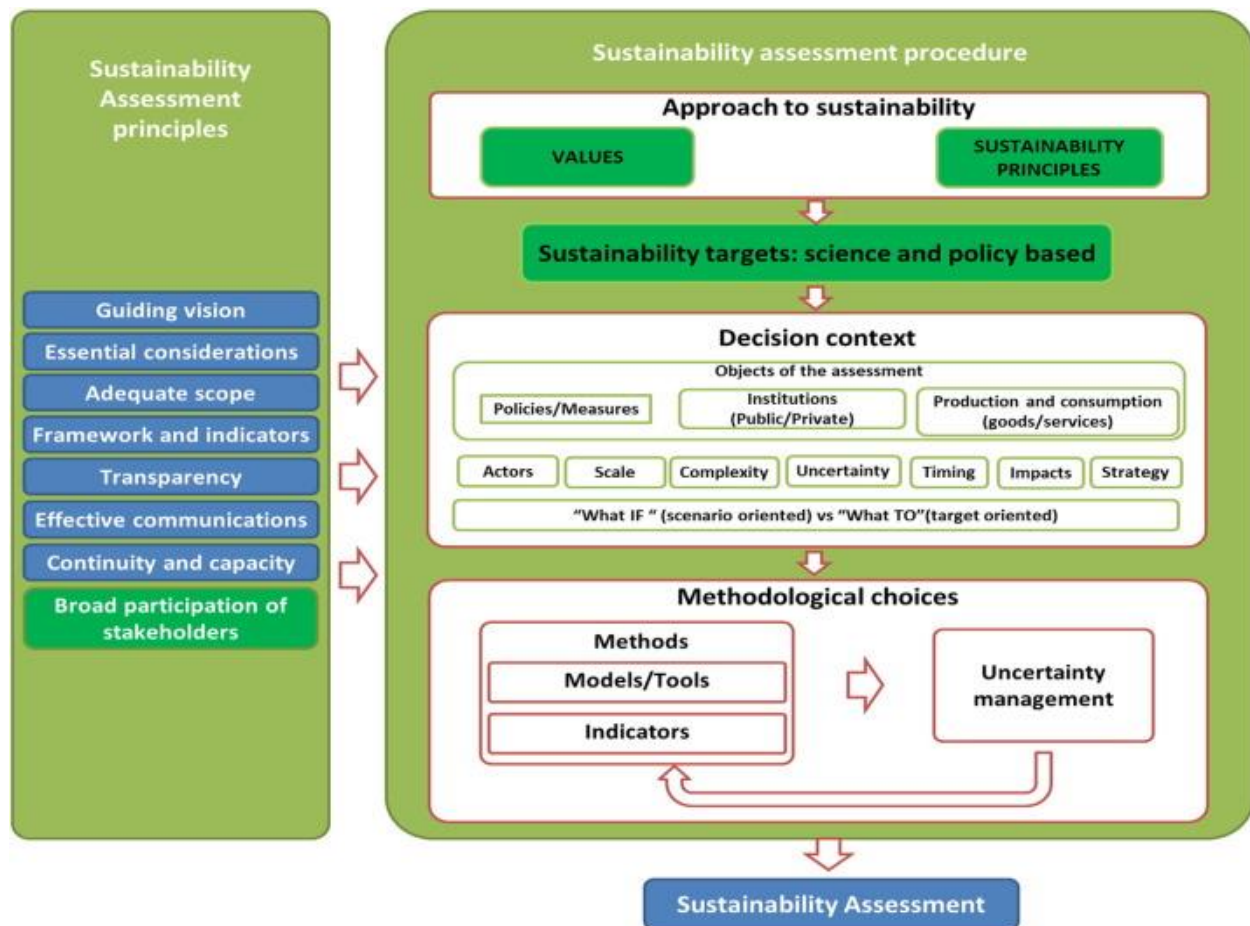 Sustainability
Assessment
principles
Guiding vision
Essential considerations
Adequate scope
Framework and indicators
Transparency
Effective communications
Continuity and capacity
Broad participation of
stakeholders
Sustainability assessment procedure
Approach to sustainability
VALUES
SUSTAINABILITY
PRINCIPLES
Sustainability targets: science and policy based
Decision context
Objects of the assessment
Policies/Measures
Institutions
(Public/Private)
Production and consumption
(goods/services)
Actors
Scale
Complexity
Uncertainty
Timing
Impacts
Strategy
“What IF “ (scenario oriented) vs “What TO”(target oriented)
Methodological choices
Methods
Models/Tools
Indicators
Uncertainty
management
Sustainability Assessment